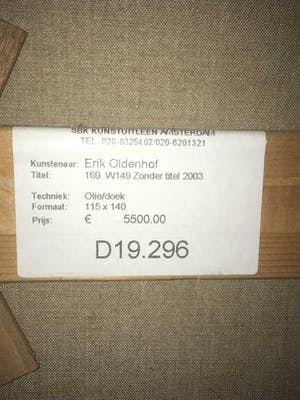 SBK KUNSTUITLEEN AMSTERDAM
TEL. 020-6325492/020-6201321
Kunstenaar: Erik Oldenhof
Titel: 169. W149 Zonder titel 2003
Techniek: Olie/doek
Formaat: 115 x 140
Prijs: € 5500.00
D19.296